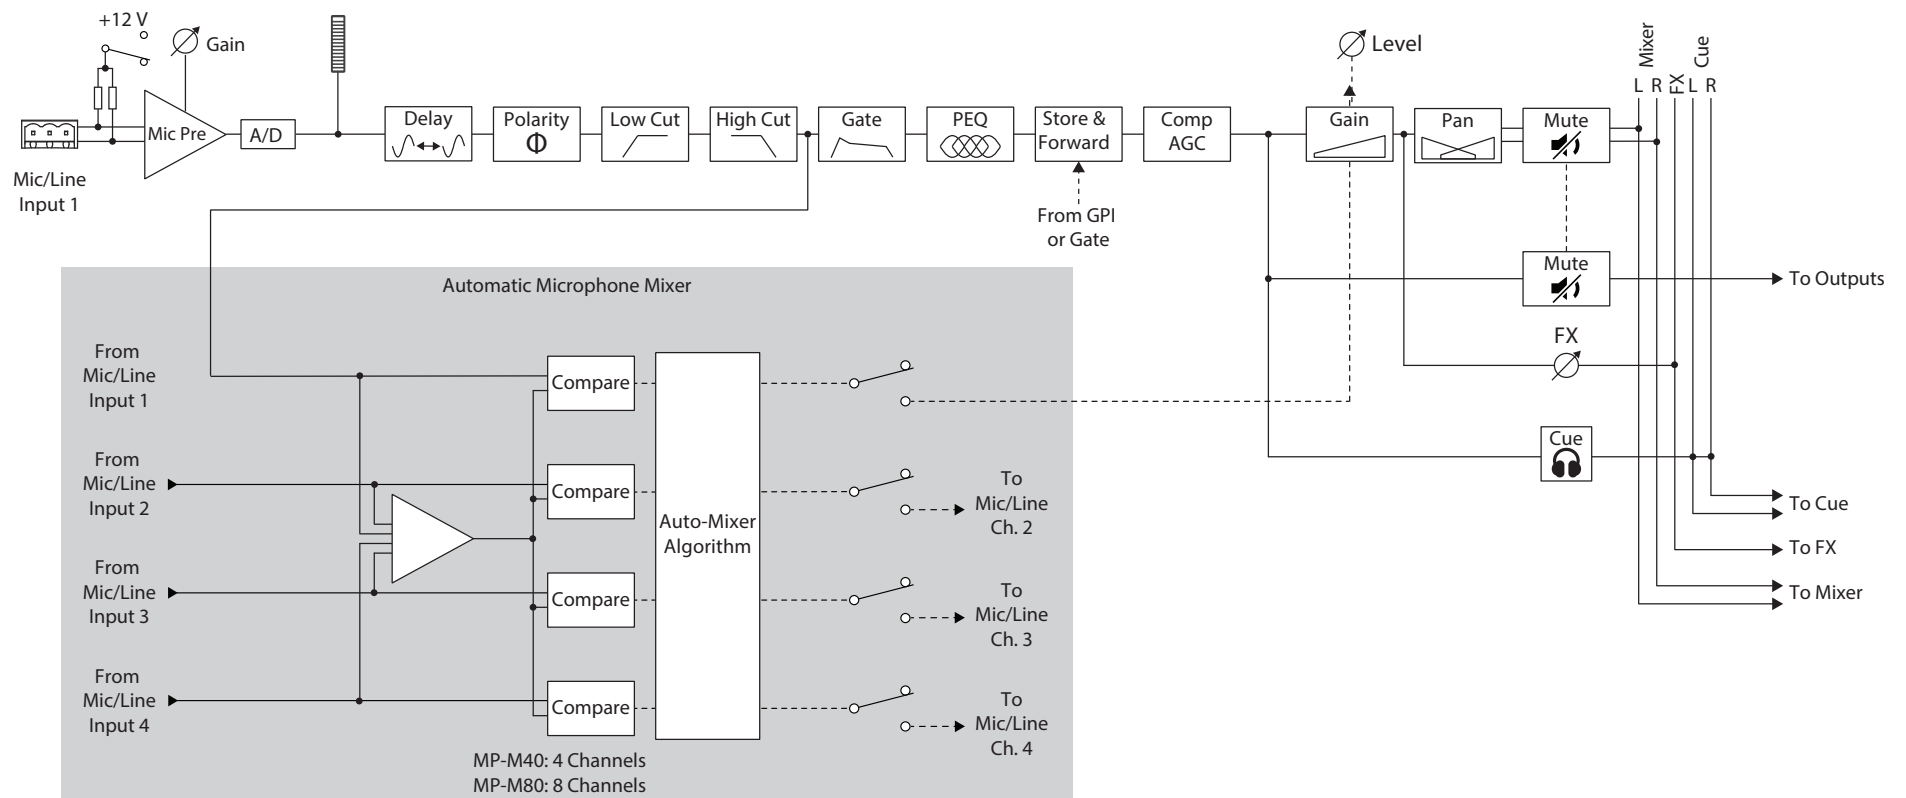 +12 V
Gain
Mic Pre
A/D
Mic/Line
Input 1
Delay
Polarity
Φ
Low Cut
High Cut
Gate
PEQ
Store &
Forward
From GPI
or Gate
Comp
AGC
Level
Gain
Pan
Mute
Mixer
L R
FX
Cue
L R
Mute
To Outputs
FX
Cue
To Cue
To FX
To Mixer
Automatic Microphone Mixer
From
Mic/Line
Input 1
Compare
From
Mic/Line
Input 2
Compare
To
Mic/Line
Ch. 2
Auto-Mixer
Algorithm
From
Mic/Line
Input 3
Compare
To
Mic/Line
Ch. 3
From
Mic/Line
Input 4
Compare
To
Mic/Line
Ch. 4
MP-M40: 4 Channels
MP-M80: 8 Channels